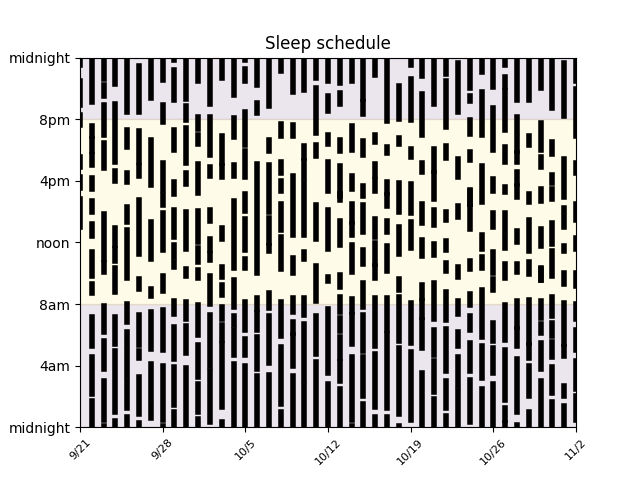 Sleep schedule
midnight
8pm
4pm
noon
8am
4am
midnight
9/21
9/28
10/5
10/12
10/19
10/26
11/2